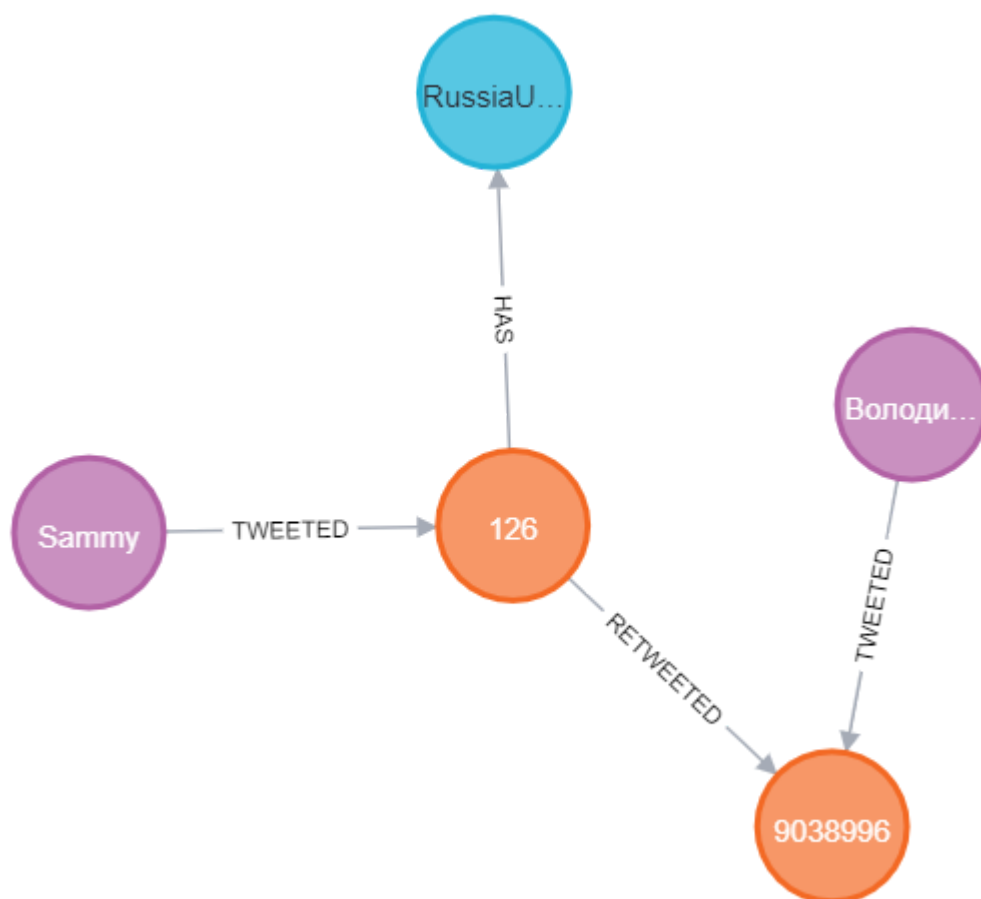 RussiaU...
HAS
Володи...
Sammy
TWEETED
126
TWEETED
RETWEETED
9038996